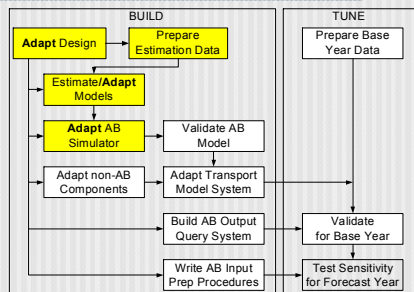 BUILD
TUNE
Adapt Design
Prepare
Estimation Data
Prepare Base
Year Data
Estimate/Adapt
Models
Adapt AB
Simulator
Validate AB
Model
Adapt non-AB
Components
Adapt Transport
Model System
Build AB Output
Query System
Validate
for Base Year
Write AB Input
Prep Procedures
Test Sensitivity
for Forecast Year